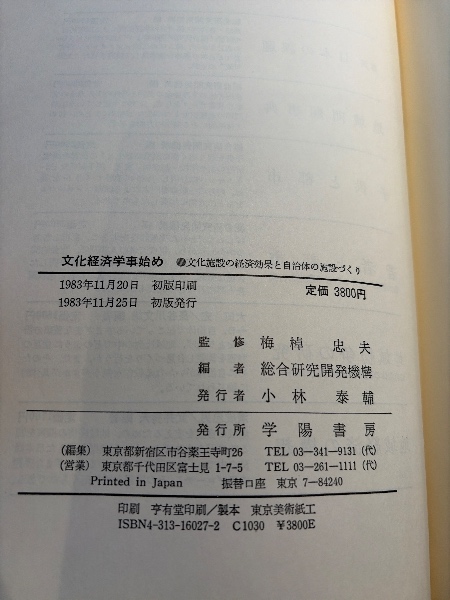 文化経済学事始め 文化施設の経済効果と自治体の施設づくり
1983年11月20日 初版印刷
1983年11月25日 初版発行
定価 3800円
監修 梅棹忠夫
編者 総合研究開発機構
発行者 小林泰輔
発行所 学陽書房
(編集) 東京都新宿区市谷薬王寺町26 TEL 03―341―9131(代)
(営業) 東京都千代田区富士見1-7-5 TEL 03―261―1111(代)
Printed in Japan 振替口座 東京 7―84240
印刷 亨有堂印刷/製本 東京美術紙工
ISBN4-313-16027-2 C1030 ¥3800E